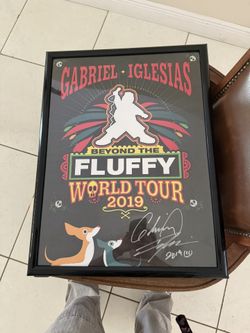 GABRIEL • IGLESIAS
BEYOND THE
FLUFFY
WORLD TOUR
2019